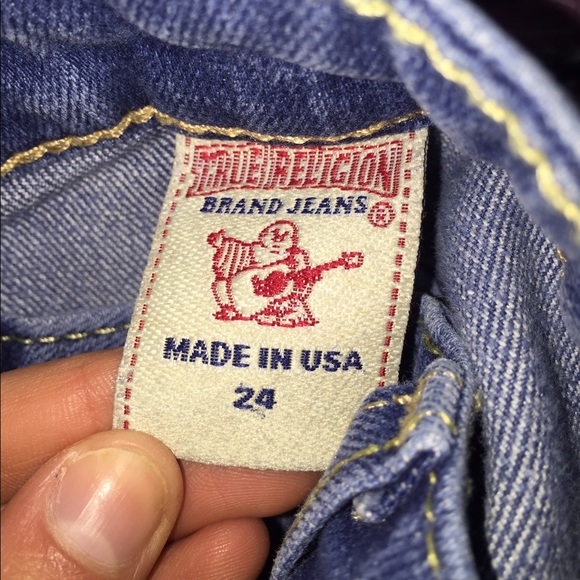 TRUE RELIGION
BRAND JEANS ®
MADE IN USA
24